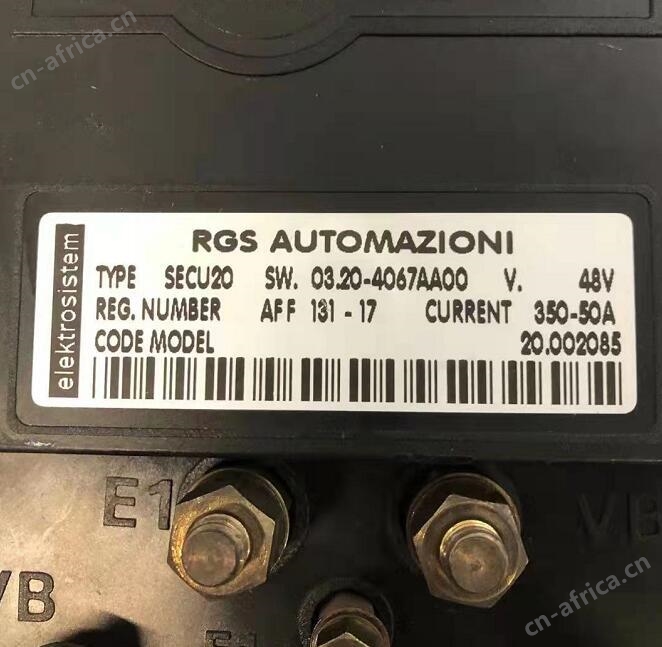 cn-africa.cn
elektrosistem
RGS AUTOMAZIONI
TYPE SECU20 SW. 03.20-4067AA00 V. 48V
REG. NUMBER AFF 131 - 17 CURRENT 350-50A
CODE MODEL 20.002085
E1
VB
VB
cn-africa.cn